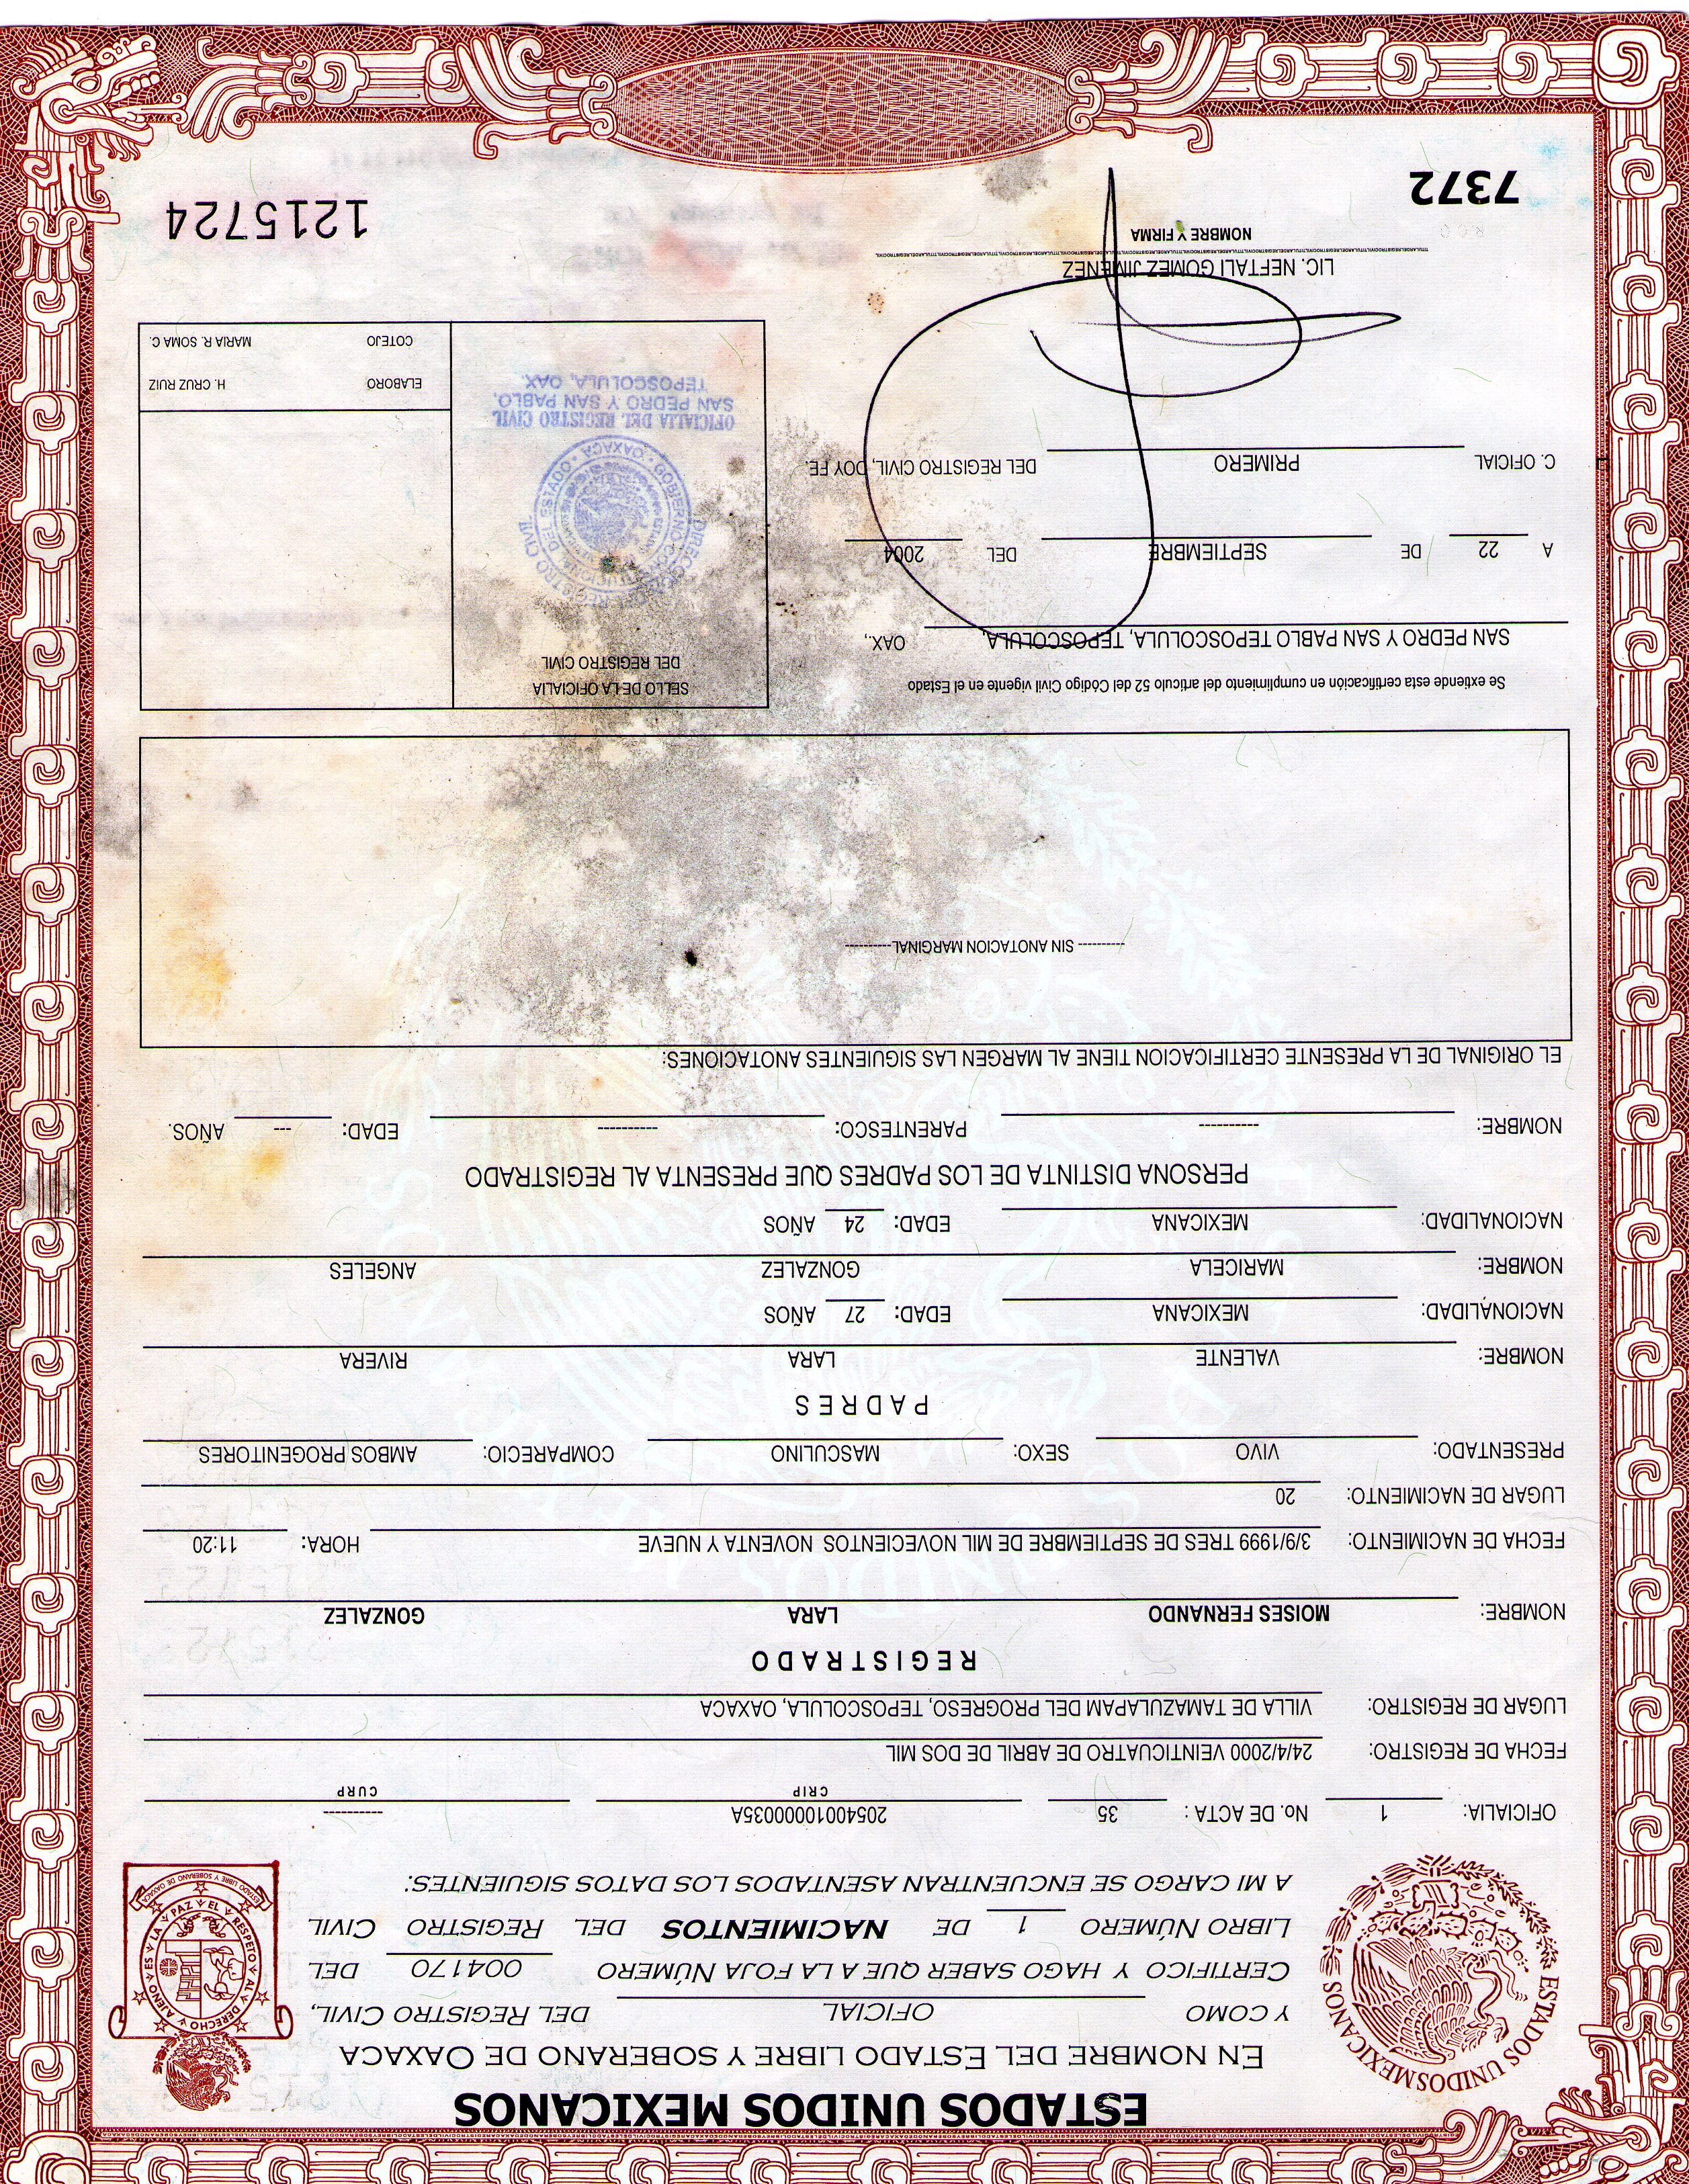 ESTADOS UNIDOS MEXICANOS
ESTADOS UNIDOS MEXICANOS
EN NOMBRE DEL ESTADO LIBRE Y SOBERANO DE OAXACA
Y COMO OFICIAL DEL REGISTRO CIVIL,
CERTIFICO Y HAGO SABER QUE A LA FOJA NÚMERO 004170 DEL
LIBRO NÚMERO 1 DE NACIMIENTOS DEL REGISTRO CIVIL
A MI CARGO SE ENCUENTRAN ASENTADOS LOS DATOS SIGUIENTES:
EL RESPETO AL DERECHO AJENO ES LA PAZ
ESTADO LIBRE Y SOBERANO DE OAXACA
OFICIALIA: 1 No. DE ACTA : 35 20540010000035A ----------
CRIP CURP
FECHA DE REGISTRO: 24/4/2000 VEINTICUATRO DE ABRIL DE DOS MIL
LUGAR DE REGISTRO: VILLA DE TAMAZULAPAM DEL PROGRESO, TEPOSCOLULA, OAXACA
REGISTRADO
NOMBRE: MOISES FERNANDO LARA GONZALEZ
FECHA DE NACIMIENTO: 3/9/1999 TRES DE SEPTIEMBRE DE MIL NOVECIENTOS NOVENTA Y NUEVE HORA: 11:20
LUGAR DE NACIMIENTO: 20
PRESENTADO: VIVO SEXO: MASCULINO COMPARECIO: AMBOS PROGENITORES
PADRES
NOMBRE: VALENTE LARA RIVERA
NACIONALIDAD: MEXICANA EDAD: 27 AÑOS
NOMBRE: MARICELA GONZALEZ ANGELES
NACIONALIDAD: MEXICANA EDAD: 24 AÑOS
PERSONA DISTINTA DE LOS PADRES QUE PRESENTA AL REGISTRADO
NOMBRE: ---------- PARENTESCO: ---------- EDAD: --- AÑOS.
EL ORIGINAL DE LA PRESENTE CERTIFICACION TIENE AL MARGEN LAS SIGUIENTES ANOTACIONES:
---------- SIN ANOTACION MARGINAL----------
Se extiende esta certificación en cumplimiento del artículo 52 del Código Civil vigente en el Estado
SAN PEDRO Y SAN PABLO TEPOSCOLULA, TEPOSCOLULA, OAX.,
A 22 DE SEPTIEMBRE DEL 2004
C. OFICIAL PRIMERO DEL REGISTRO CIVIL, DOY FE.
SELLO DE LA OFICIALIA
DEL REGISTRO CIVIL
DIRECCION DEL REGISTRO CIVIL
GOBIERNO CONSTITUCIONAL DEL ESTADO
OAXACA
OFICIALIA DEL REGISTRO CIVIL
SAN PEDRO Y SAN PABLO,
TEPOSCOLULA, OAX.
ELABORO H. CRUZ RUIZ
COTEJO MARIA R. SOMA C.
LIC. NEFTALI GOMEZ JIMENEZ
NOMBRE Y FIRMA
7372
1215724